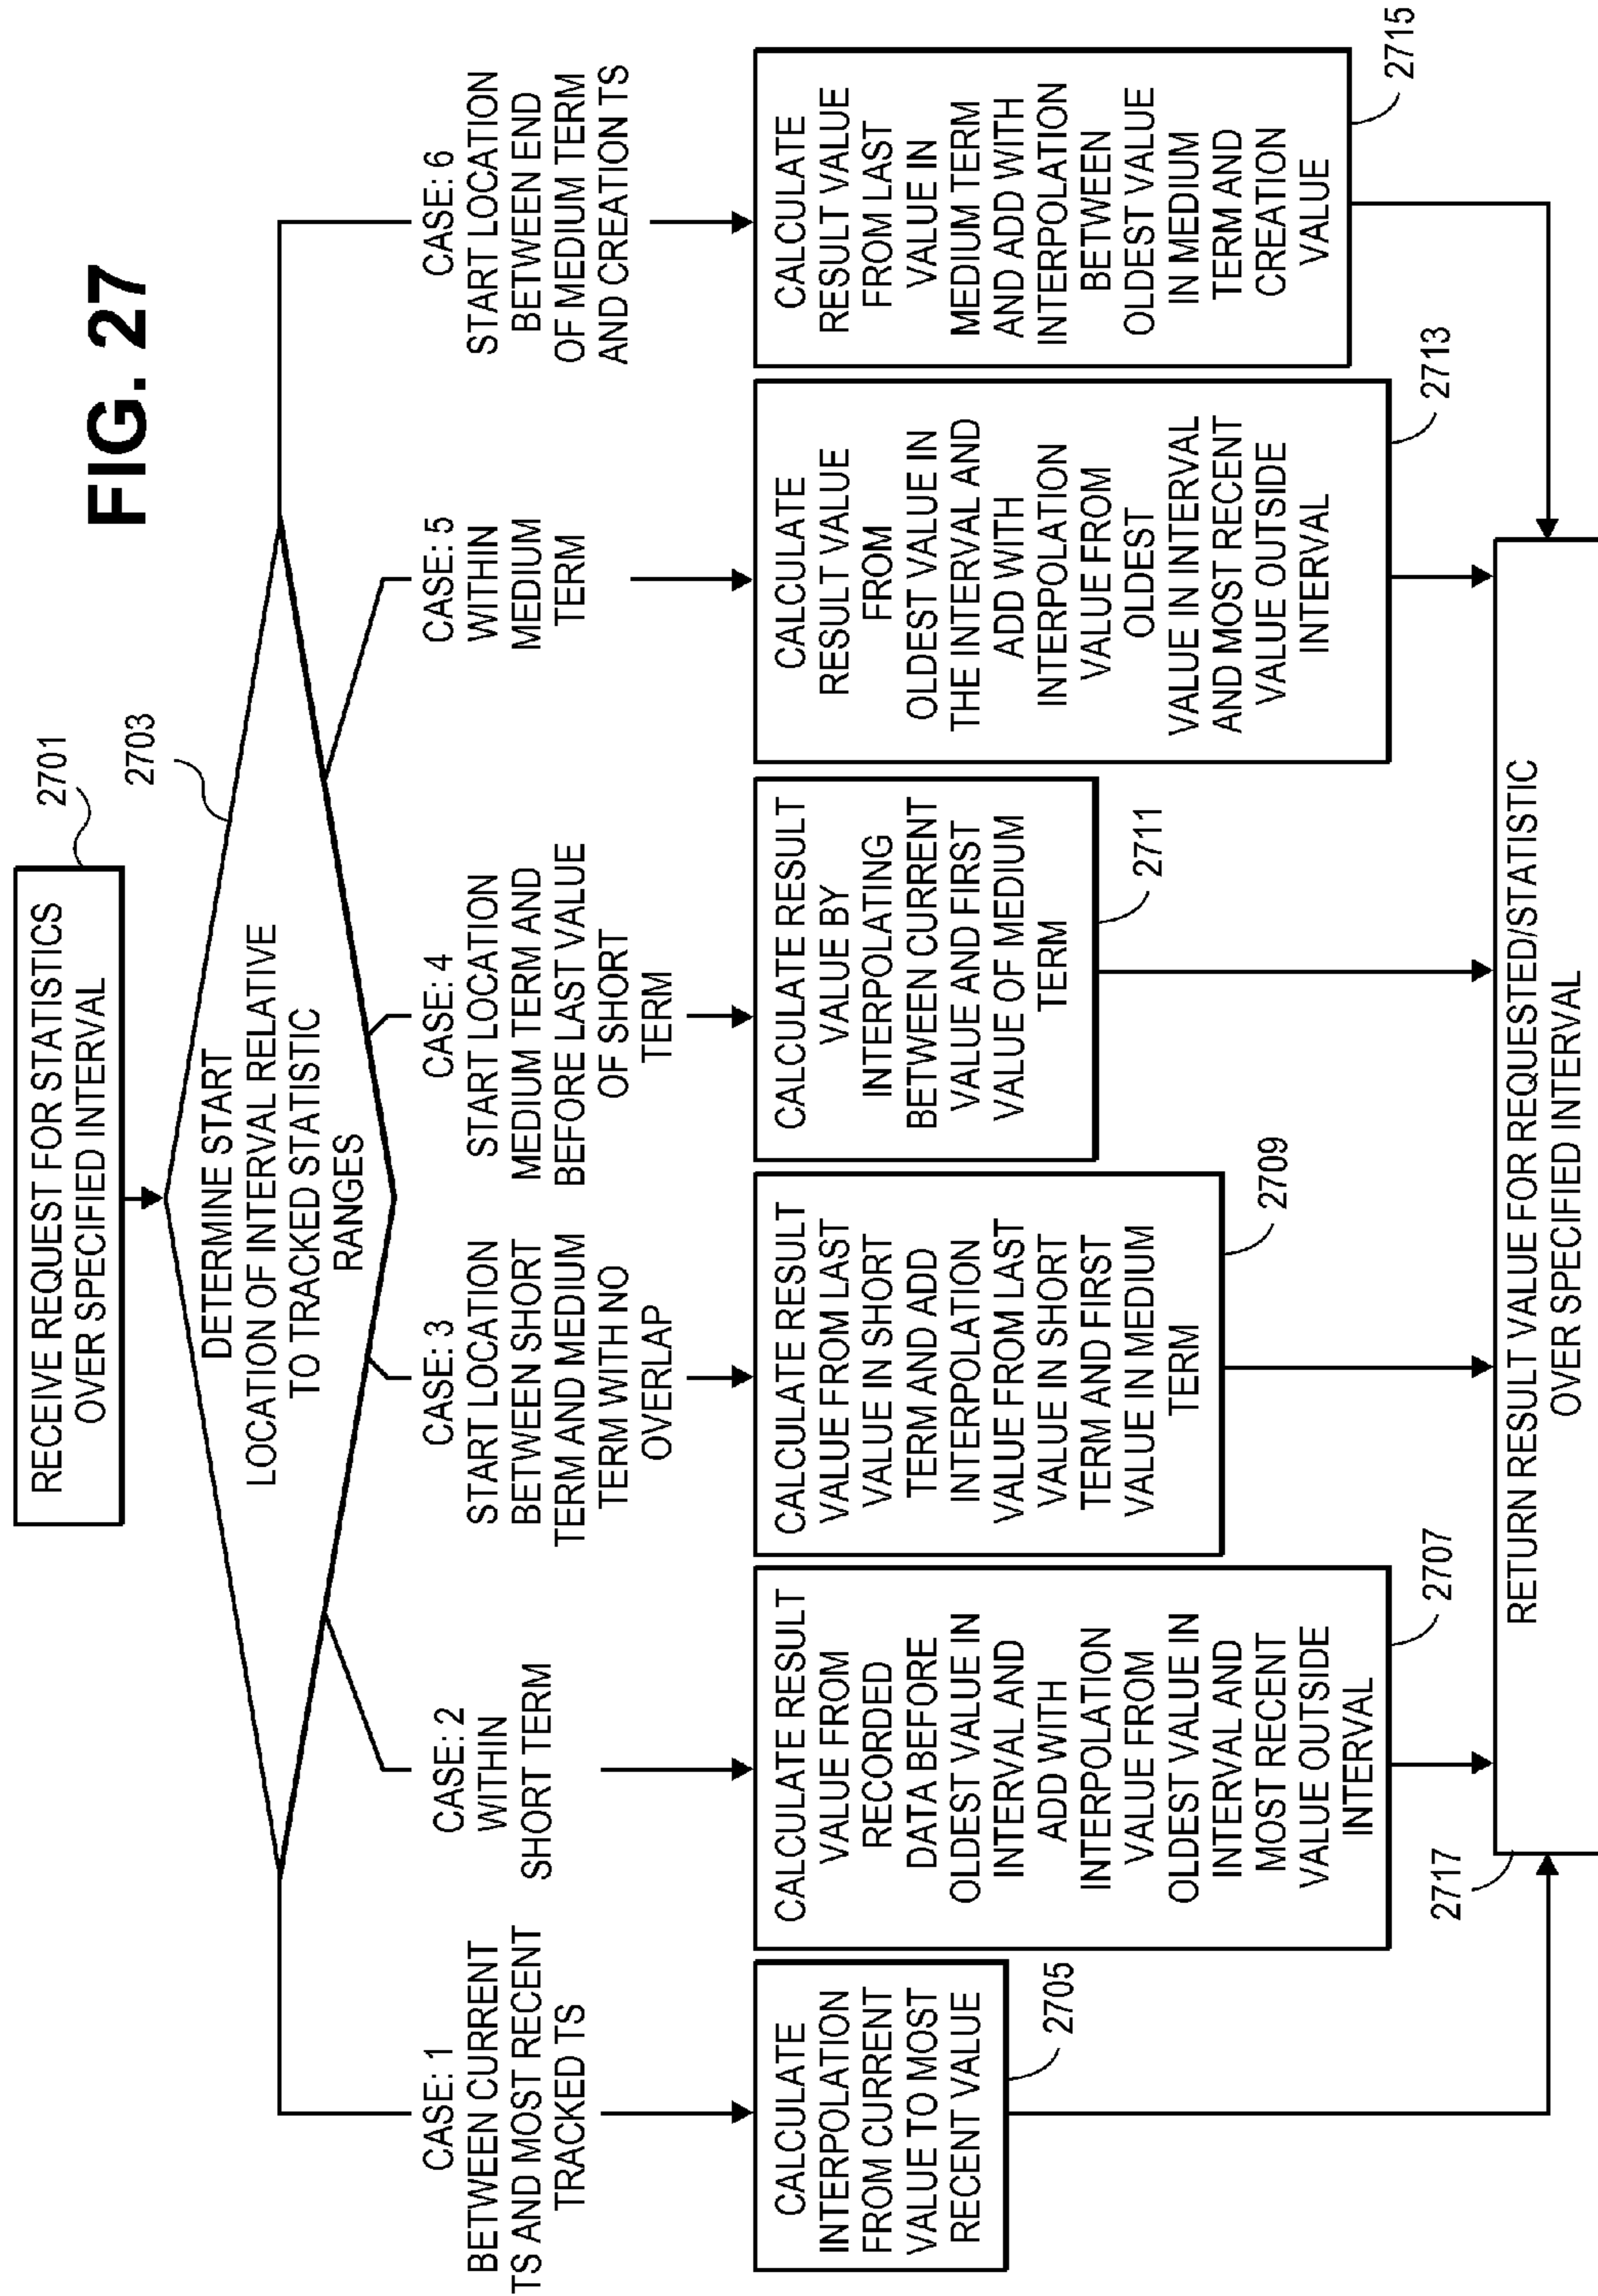 FIG. 27
RECEIVE REQUEST FOR STATISTICS
OVER SPECIFIED INTERVAL
2701
2703
DETERMINE START
LOCATION OF INTERVAL RELATIVE
TO TRACKED STATISTIC
RANGES
CASE: 1
BETWEEN CURRENT
TS AND MOST RECENT
TRACKED TS
CASE: 2
WITHIN
SHORT TERM
CASE: 3
START LOCATION
BETWEEN SHORT
TERM AND MEDIUM
TERM WITH NO
OVERLAP
CASE: 4
START LOCATION
MEDIUM TERM AND
BEFORE LAST VALUE
OF SHORT
TERM
CASE: 5
WITHIN
MEDIUM
TERM
CASE: 6
START LOCATION
BETWEEN END
OF MEDIUM TERM
AND CREATION TS
CALCULATE
INTERPOLATION
FROM CURRENT
VALUE TO MOST
RECENT VALUE
2705
CALCULATE RESULT
VALUE FROM
RECORDED
DATA BEFORE
OLDEST VALUE IN
INTERVAL AND
ADD WITH
INTERPOLATION
VALUE FROM
OLDEST VALUE IN
INTERVAL AND
MOST RECENT
VALUE OUTSIDE
INTERVAL
2707
CALCULATE RESULT
VALUE FROM LAST
VALUE IN SHORT
TERM AND ADD
INTERPOLATION
VALUE FROM LAST
VALUE IN SHORT
TERM AND FIRST
VALUE IN MEDIUM
TERM
2709
CALCULATE RESULT
VALUE BY
INTERPOLATING
BETWEEN CURRENT
VALUE AND FIRST
VALUE OF MEDIUM
TERM
2711
CALCULATE
RESULT VALUE
FROM
OLDEST VALUE IN
THE INTERVAL AND
ADD WITH
INTERPOLATION
VALUE FROM
OLDEST
VALUE IN INTERVAL
AND MOST RECENT
VALUE OUTSIDE
INTERVAL
2713
CALCULATE
RESULT VALUE
FROM LAST
VALUE IN
MEDIUM TERM
AND ADD WITH
INTERPOLATION
BETWEEN
OLDEST VALUE
IN MEDIUM
TERM AND
CREATION
VALUE
2715
2717
RETURN RESULT VALUE FOR REQUESTED/STATISTIC
OVER SPECIFIED INTERVAL